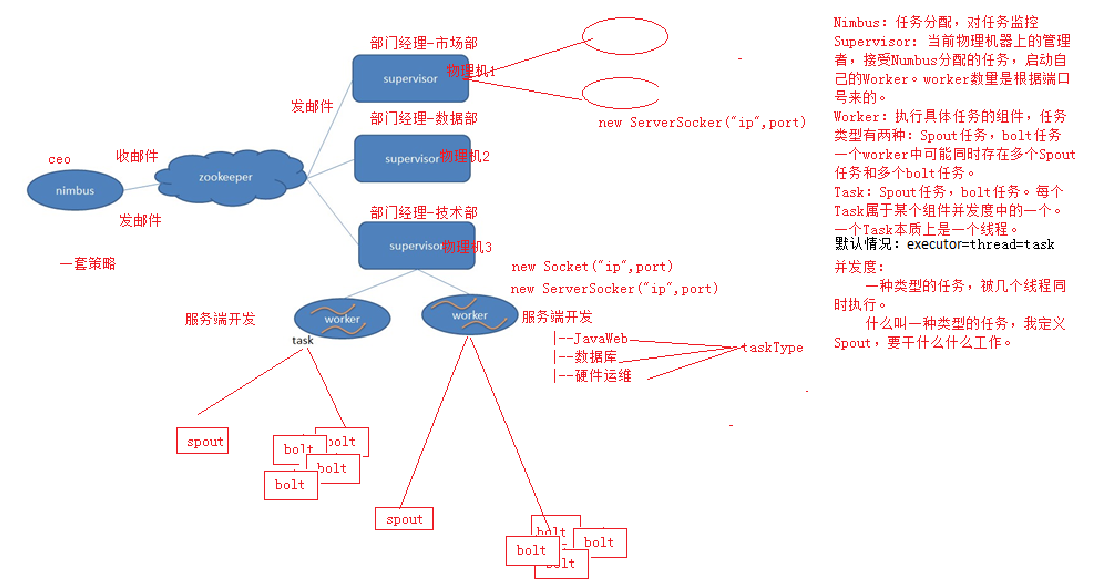 部门经理-市场部
supervisor
物理机1
发邮件
new ServerSocker("ip",port)
部门经理-数据部
supervisor
物理机2
ceo
收邮件
nimbus
zookeeper
发邮件
部门经理-技术部
supervisor
物理机3
一套策略
new Socket("ip",port)
new ServerSocker("ip",port)
服务端开发
worker
worker
服务端开发
task
|--JavaWeb
|--数据库
|--硬件运维
taskType
spout
bolt
bolt
bolt
bolt
spout
bolt
bolt
bolt
bolt
Nimbus: 任务分配，对任务监控
Supervisor: 当前物理机器上的管理
者，接受Numbus分配的任务，启动
自己的Worker。worker数量是根据端口
号来的。
Worker: 执行具体任务的组件，任务
类型有两种：Spout任务，bolt任务
一个worker中可能同时存在多个Spout
任务和多个bolt任务。
Task: Spout任务，bolt任务。每个
Task属于某个组件并发度中的一个。
一个Task本质上是一个线程。
默认情况：executor=thread=task
并发度：
一种类型的任务，被几个线程同
时执行。
什么叫一种类型的任务，我定义
Spout，要干什么什么工作。